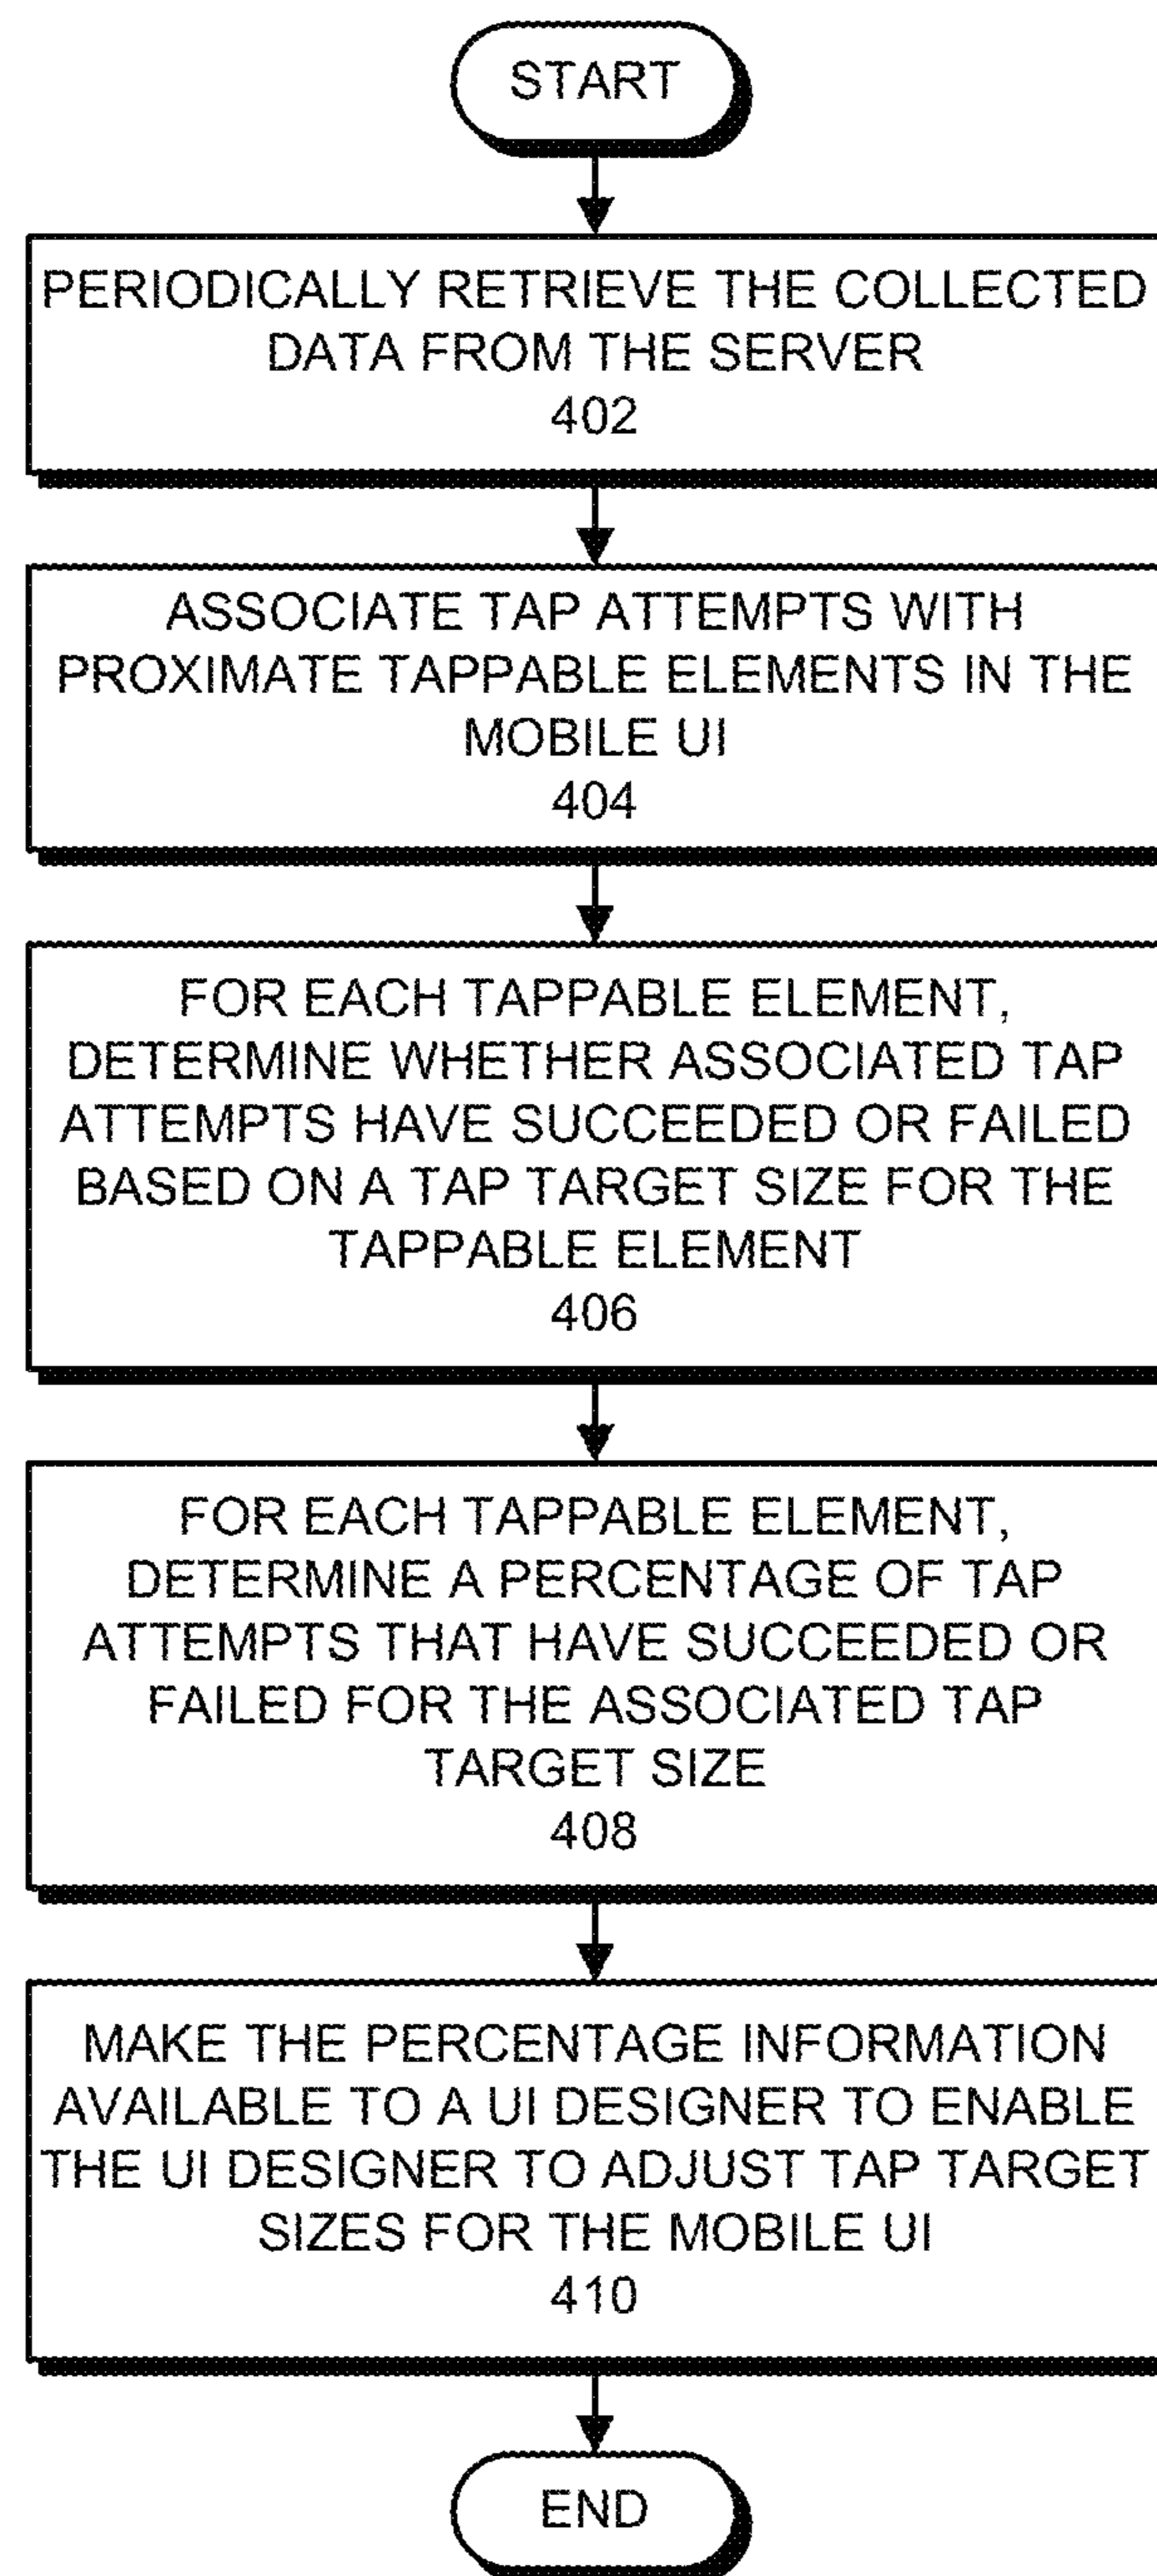 START
PERIODICALLY RETRIEVE THE COLLECTED
DATA FROM THE SERVER
402
ASSOCIATE TAP ATTEMPTS WITH
PROXIMATE TAPPABLE ELEMENTS IN THE
MOBILE UI
404
FOR EACH TAPPABLE ELEMENT,
DETERMINE WHETHER ASSOCIATED TAP
ATTEMPTS HAVE SUCCEEDED OR FAILED
BASED ON A TAP TARGET SIZE FOR THE
TAPPABLE ELEMENT
406
FOR EACH TAPPABLE ELEMENT,
DETERMINE A PERCENTAGE OF TAP
ATTEMPTS THAT HAVE SUCCEEDED OR
FAILED FOR THE ASSOCIATED TAP
TARGET SIZE
408
MAKE THE PERCENTAGE INFORMATION
AVAILABLE TO A UI DESIGNER TO ENABLE
THE UI DESIGNER TO ADJUST TAP TARGET
SIZES FOR THE MOBILE UI
410
END